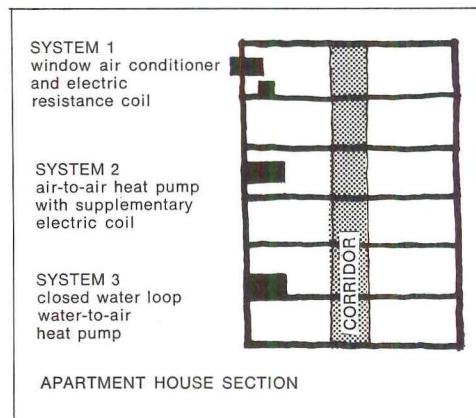 SYSTEM 1
window air conditioner
and electric
resistance coil
SYSTEM 2
air-to-air heat pump
with supplementary
electric coil
SYSTEM 3
closed water loop
water-to-air
heat pump
CORRIDOR
APARTMENT HOUSE SECTION